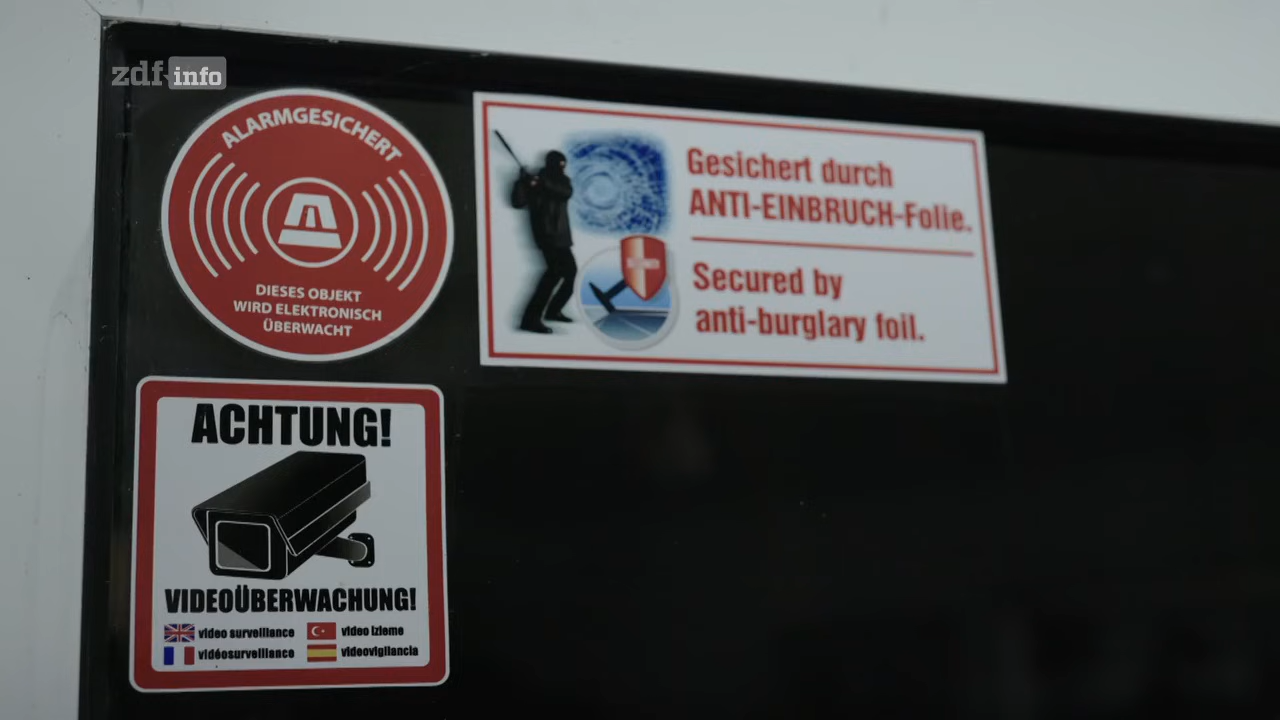 zdf info
ALARMGESICHERT
DIESES OBJEKT
WIRD ELEKTRONISCH
ÜBERWACHT
Gesichert durch
ANTI-EINBRUCH-Folie.
Secured by
anti-burglary foil.
ACHTUNG!
VIDEOÜBERWACHUNG!
video surveillance
video izleme
vidéosurveillance
videovigilancia